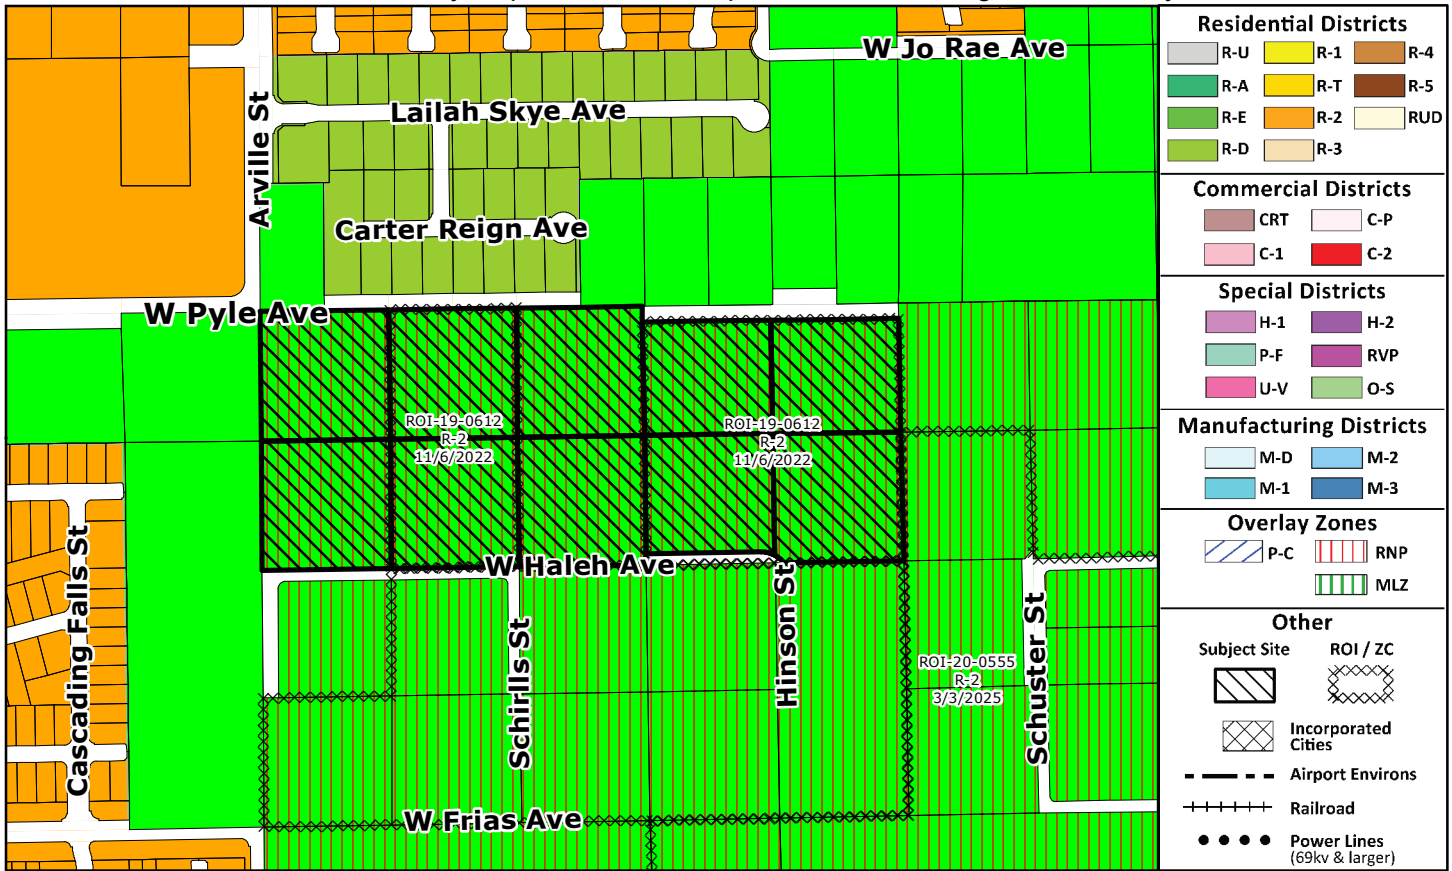 W Jo Rae Ave
Lailah Skye Ave
Arville St
Carter Reign Ave
W Pyle Ave
ROI-19-0612
R-2
11/6/2022
ROI-19-0612
R-2
11/6/2022
W Haleh Ave
Cascading Falls St
Schirlls St
Hinson St
Schuster St
ROI-20-0555
R-2
3/3/2025
W Frias Ave
Residential Districts
R-U R-1 R-4
R-A R-T R-5
R-E R-2 RUD
R-D R-3
Commercial Districts
CRT C-P
C-1 C-2
Special Districts
H-1 H-2
P-F RVP
U-V O-S
Manufacturing Districts
M-D M-2
M-1 M-3
Overlay Zones
P-C RNP
MLZ
Other
Subject Site ROI / ZC
Incorporated
Cities
Airport Environs
Railroad
Power Lines
(69kv & larger)